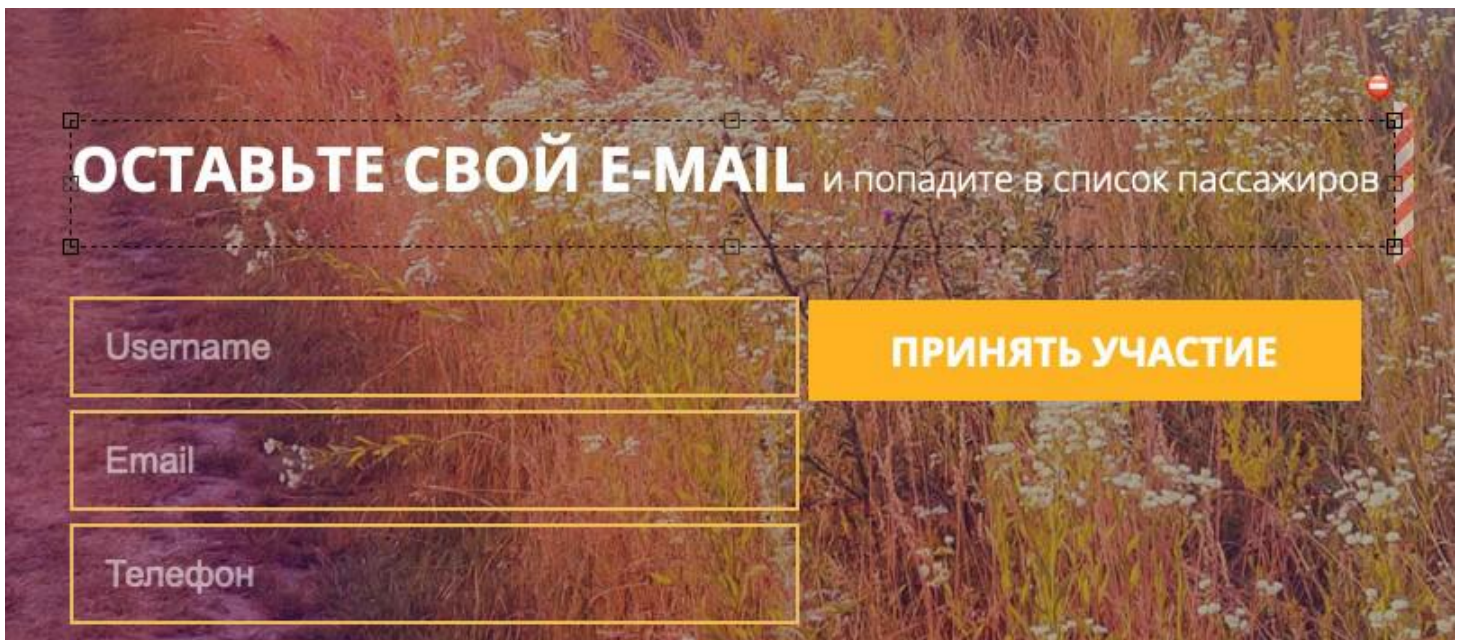 ОСТАВЬТЕ СВОЙ E-MAIL и попадите в список пассажиров
Username
ПРИНЯТЬ УЧАСТИЕ
Email
Телефон